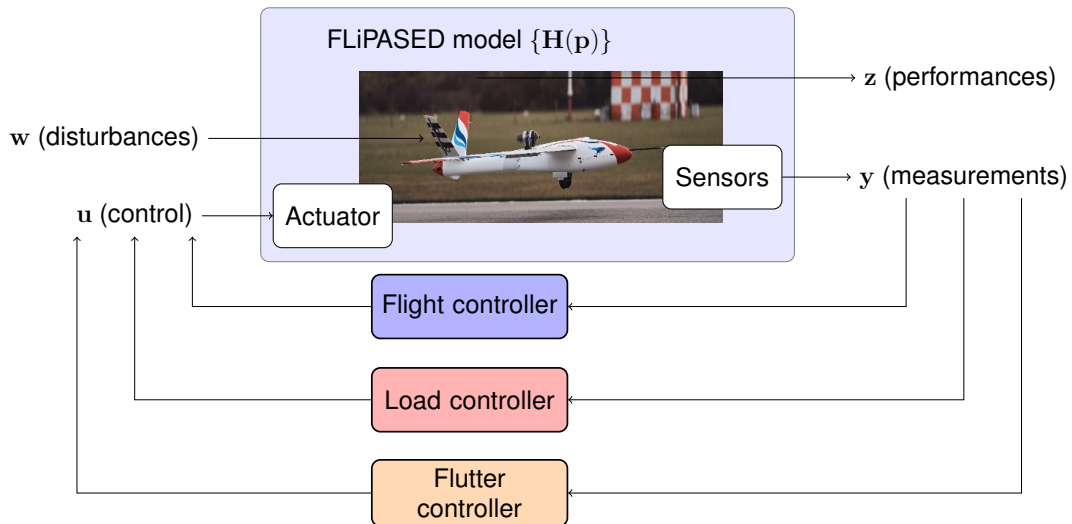 FLiPASED model {H(p)}
z (performances)
w (disturbances)
Sensors
y (measurements)
u (control)
Actuator
Flight controller
Load controller
Flutter
controller